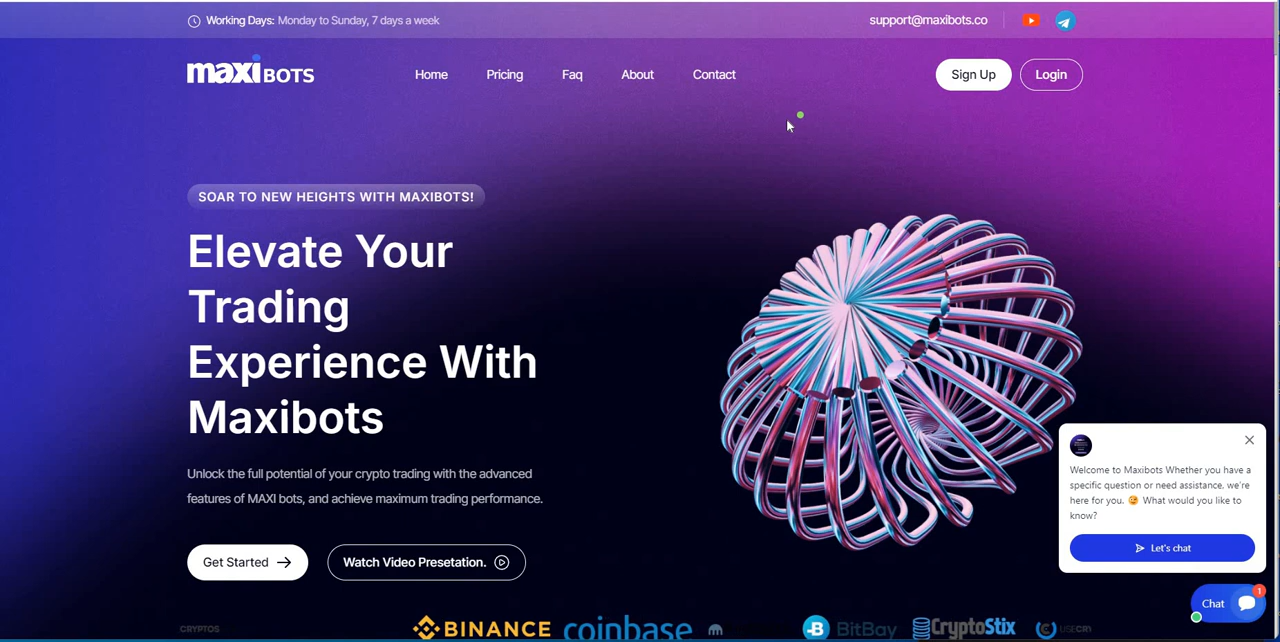 Working Days: Monday to Sunday, 7 days a week
support@maxibots.co
maxi BOTS
Home Pricing Faq About Contact
Sign Up Login
SOAR TO NEW HEIGHTS WITH MAXIBOTS!
Elevate Your
Trading
Experience With
Maxibots
Unlock the full potential of your crypto trading with the advanced
features of MAXI bots, and achieve maximum trading performance.
Get Started
Watch Video Presetation.
Welcome to Maxibots Whether you have a
specific question or need assistance. we're
here for you. 😊 What would you like to
know?
Let's chat
Chat 1
CRYPTOS BINANCE coinbase BitBay CryptoStix